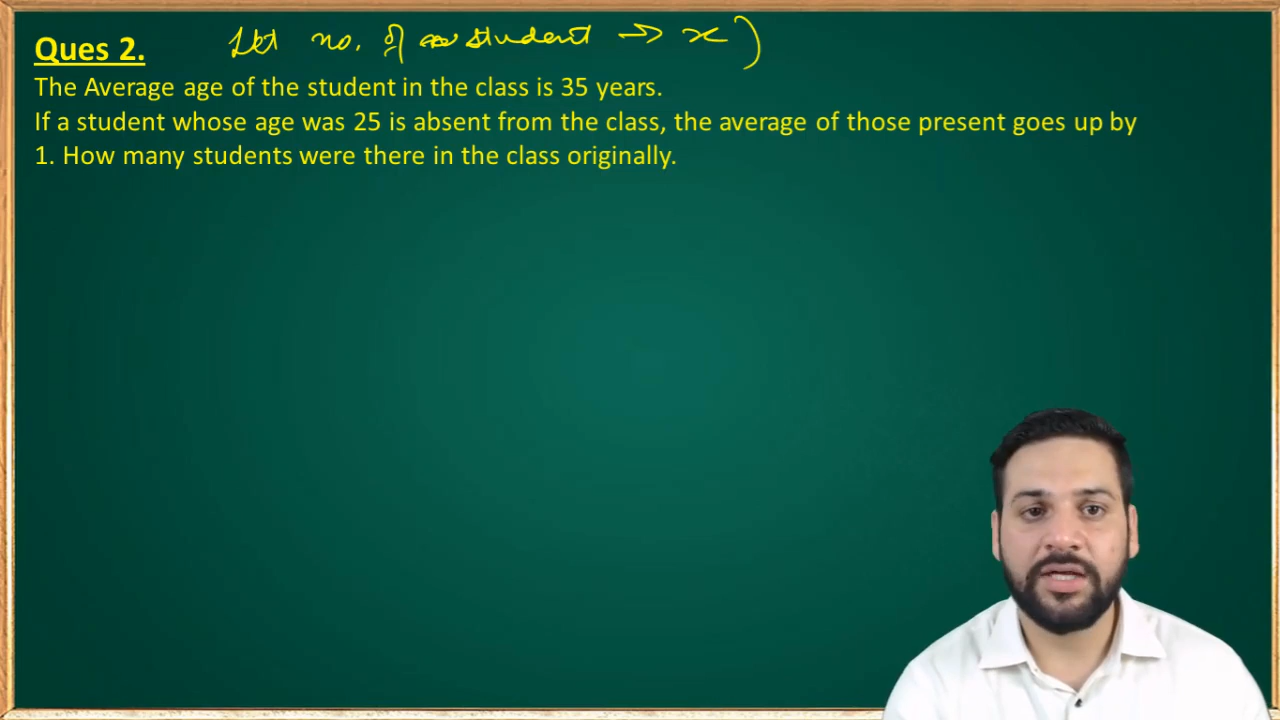 Ques 2. Let no. of student → x)
The Average age of the student in the class is 35 years.
If a student whose age was 25 is absent from the class, the average of those present goes up by
1. How many students were there in the class originally.